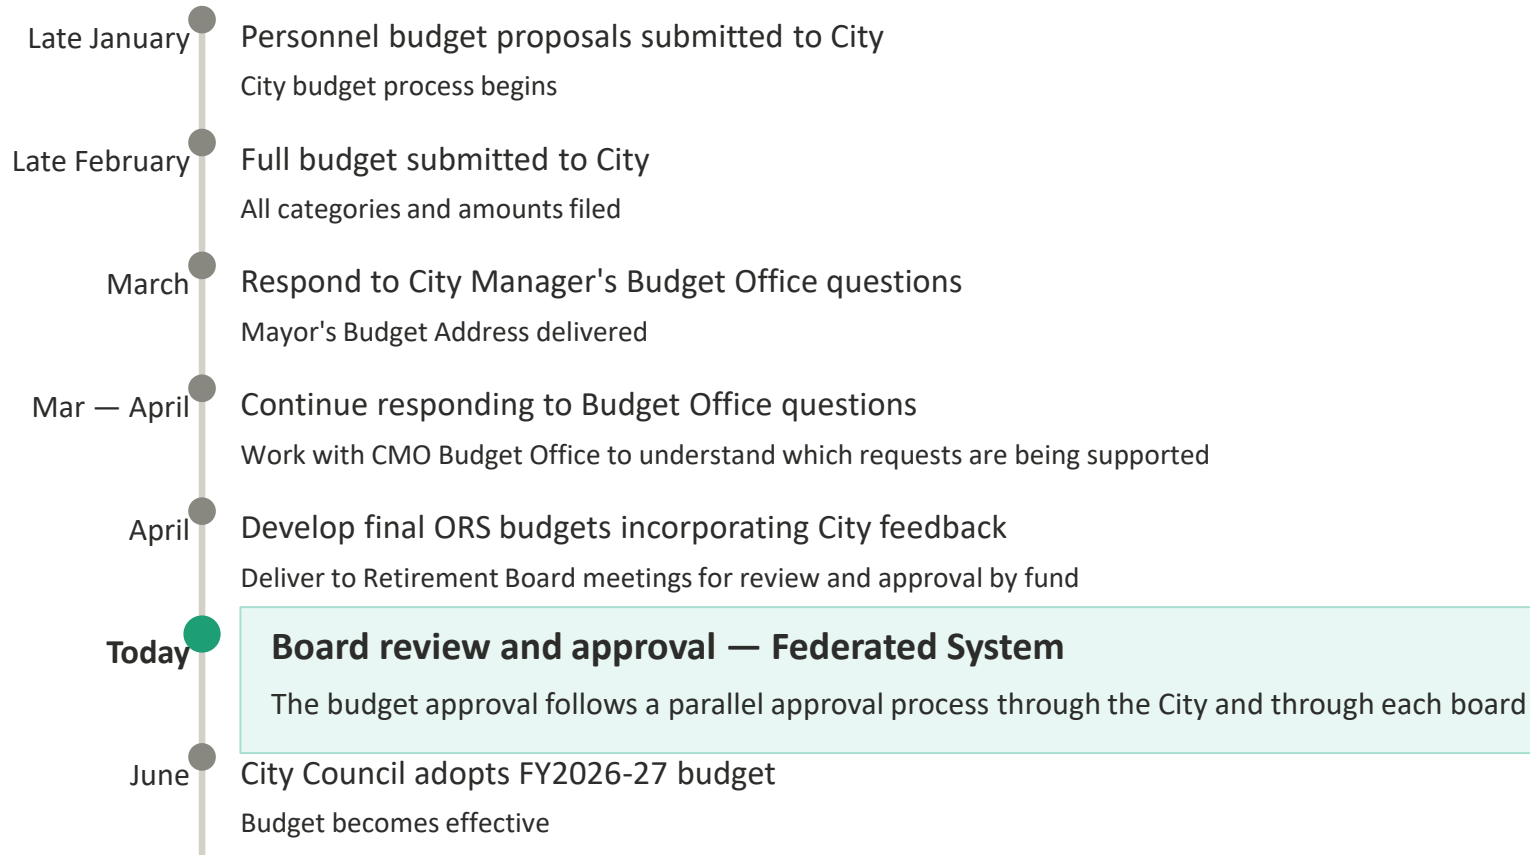 Late January
Personnel budget proposals submitted to City
City budget process begins
Late February
Full budget submitted to City
All categories and amounts filed
March
Respond to City Manager's Budget Office questions
Mayor's Budget Address delivered
Mar — April
Continue responding to Budget Office questions
Work with CMO Budget Office to understand which requests are being supported
April
Develop final ORS budgets incorporating City feedback
Deliver to Retirement Board meetings for review and approval by fund
Today
Board review and approval — Federated System
The budget approval follows a parallel approval process through the City and through each board
June
City Council adopts FY2026-27 budget
Budget becomes effective